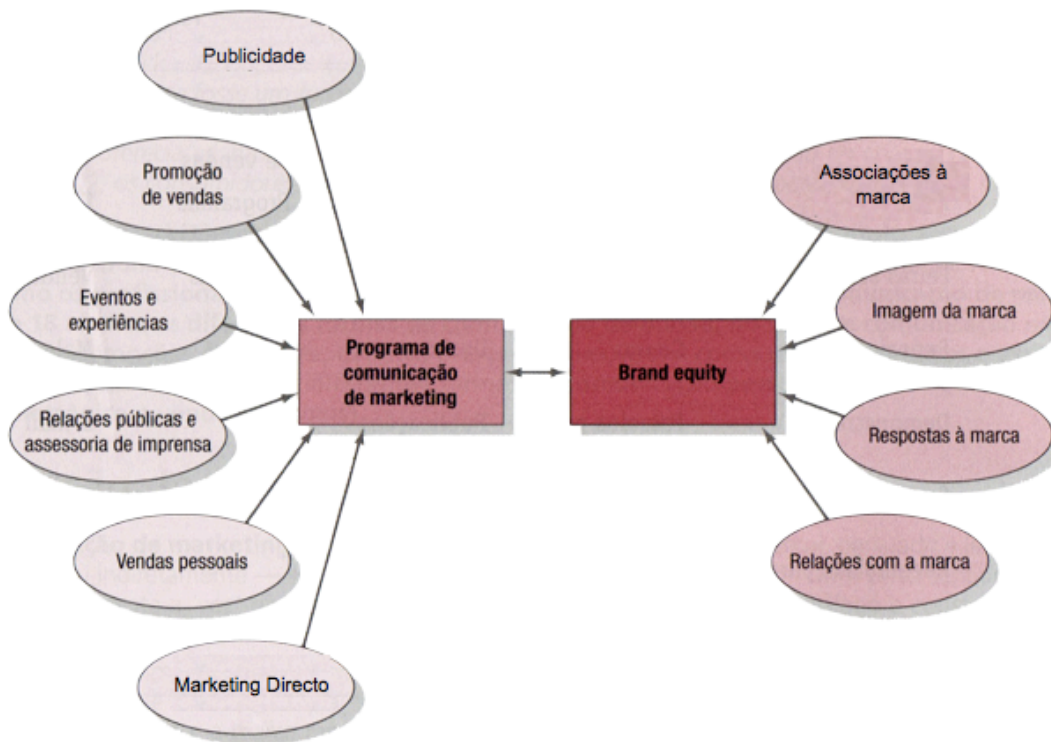 Publicidade
Promoção
de vendas
Eventos e
experiências
Relações públicas e
assessoria de imprensa
Vendas pessoais
Marketing Directo
Programa de
comunicação
de marketing
Brand equity
Associações à
marca
Imagem da marca
Respostas à marca
Relações com a marca